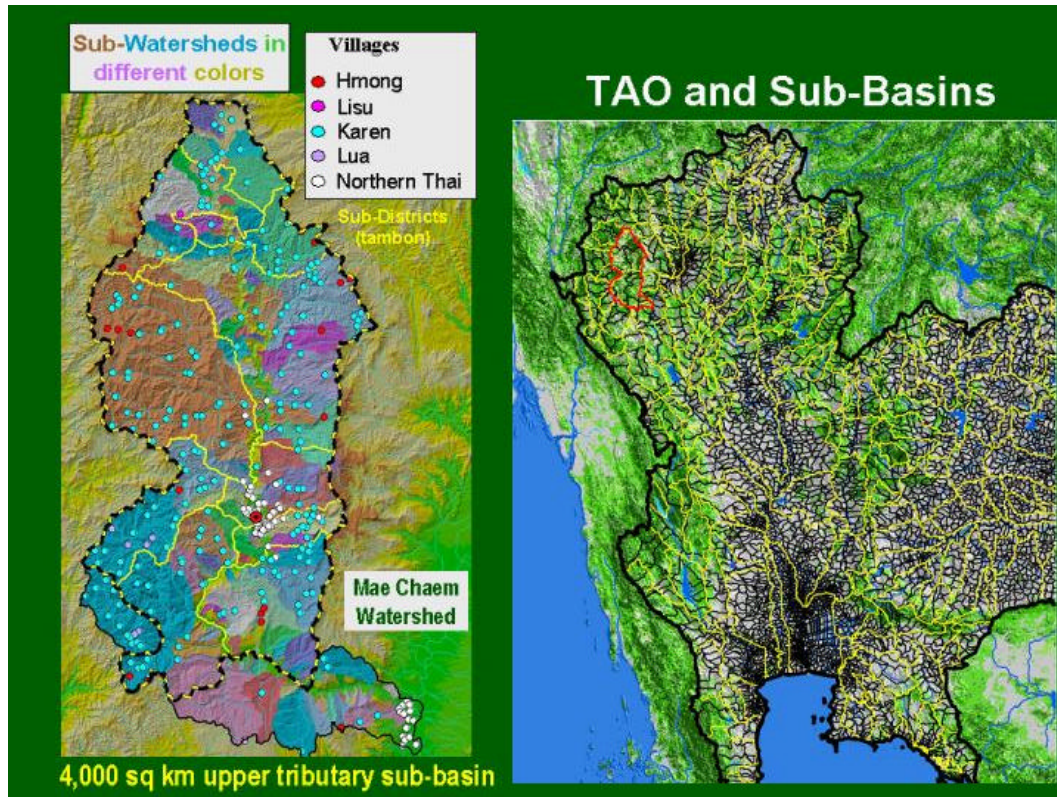 Sub-Watersheds in
different colors
Villages
Hmong
Lisu
Karen
Lua
Northern Thai
Sub-Districts
(tambon)
Mae Chaem
Watershed
4,000 sq km upper tributary sub-basin
TAO and Sub-Basins